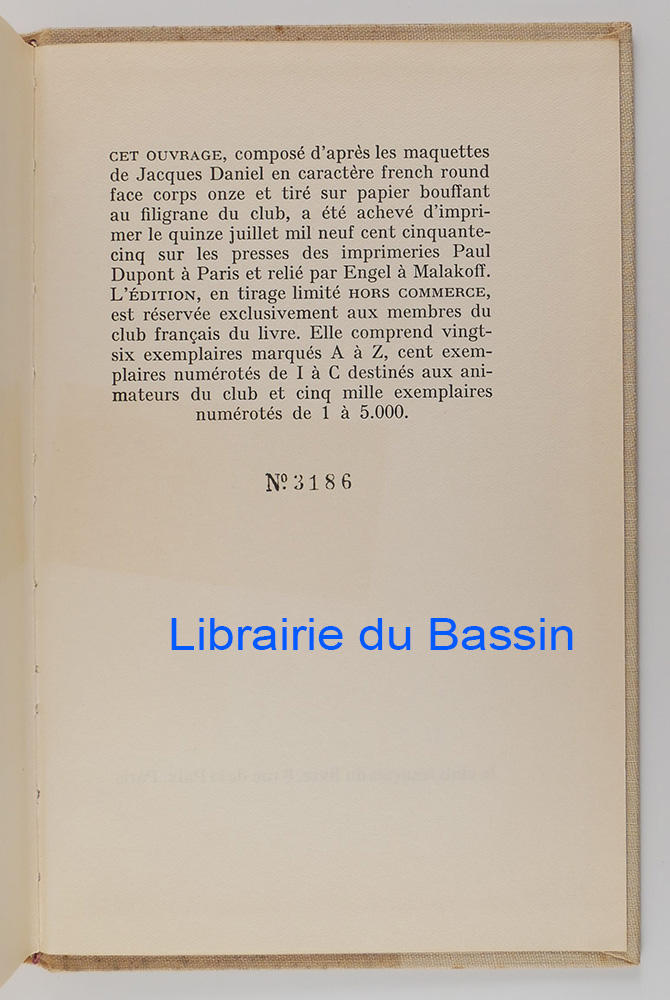 CET OUVRAGE, composé d'après les maquettes
de Jacques Daniel en caractère french round
face corps onze et tiré sur papier bouffant
au filigrane du club, a été achevé d'impri-
mer le quinze juillet mil neuf cent cinquante-
cinq sur les presses des imprimeries Paul
Dupont à Paris et relié par Engel à Malakoff.
L'ÉDITION, en tirage limité HORS COMMERCE,
est réservée exclusivement aux membres du
club français du livre. Elle comprend vingt-
six exemplaires marqués A à Z, cent exem-
plaires numérotés de I à C destinés aux ani-
mateurs du club et cinq mille exemplaires
numérotés de 1 à 5.000.
Nº 3186
Librairie du Bassin